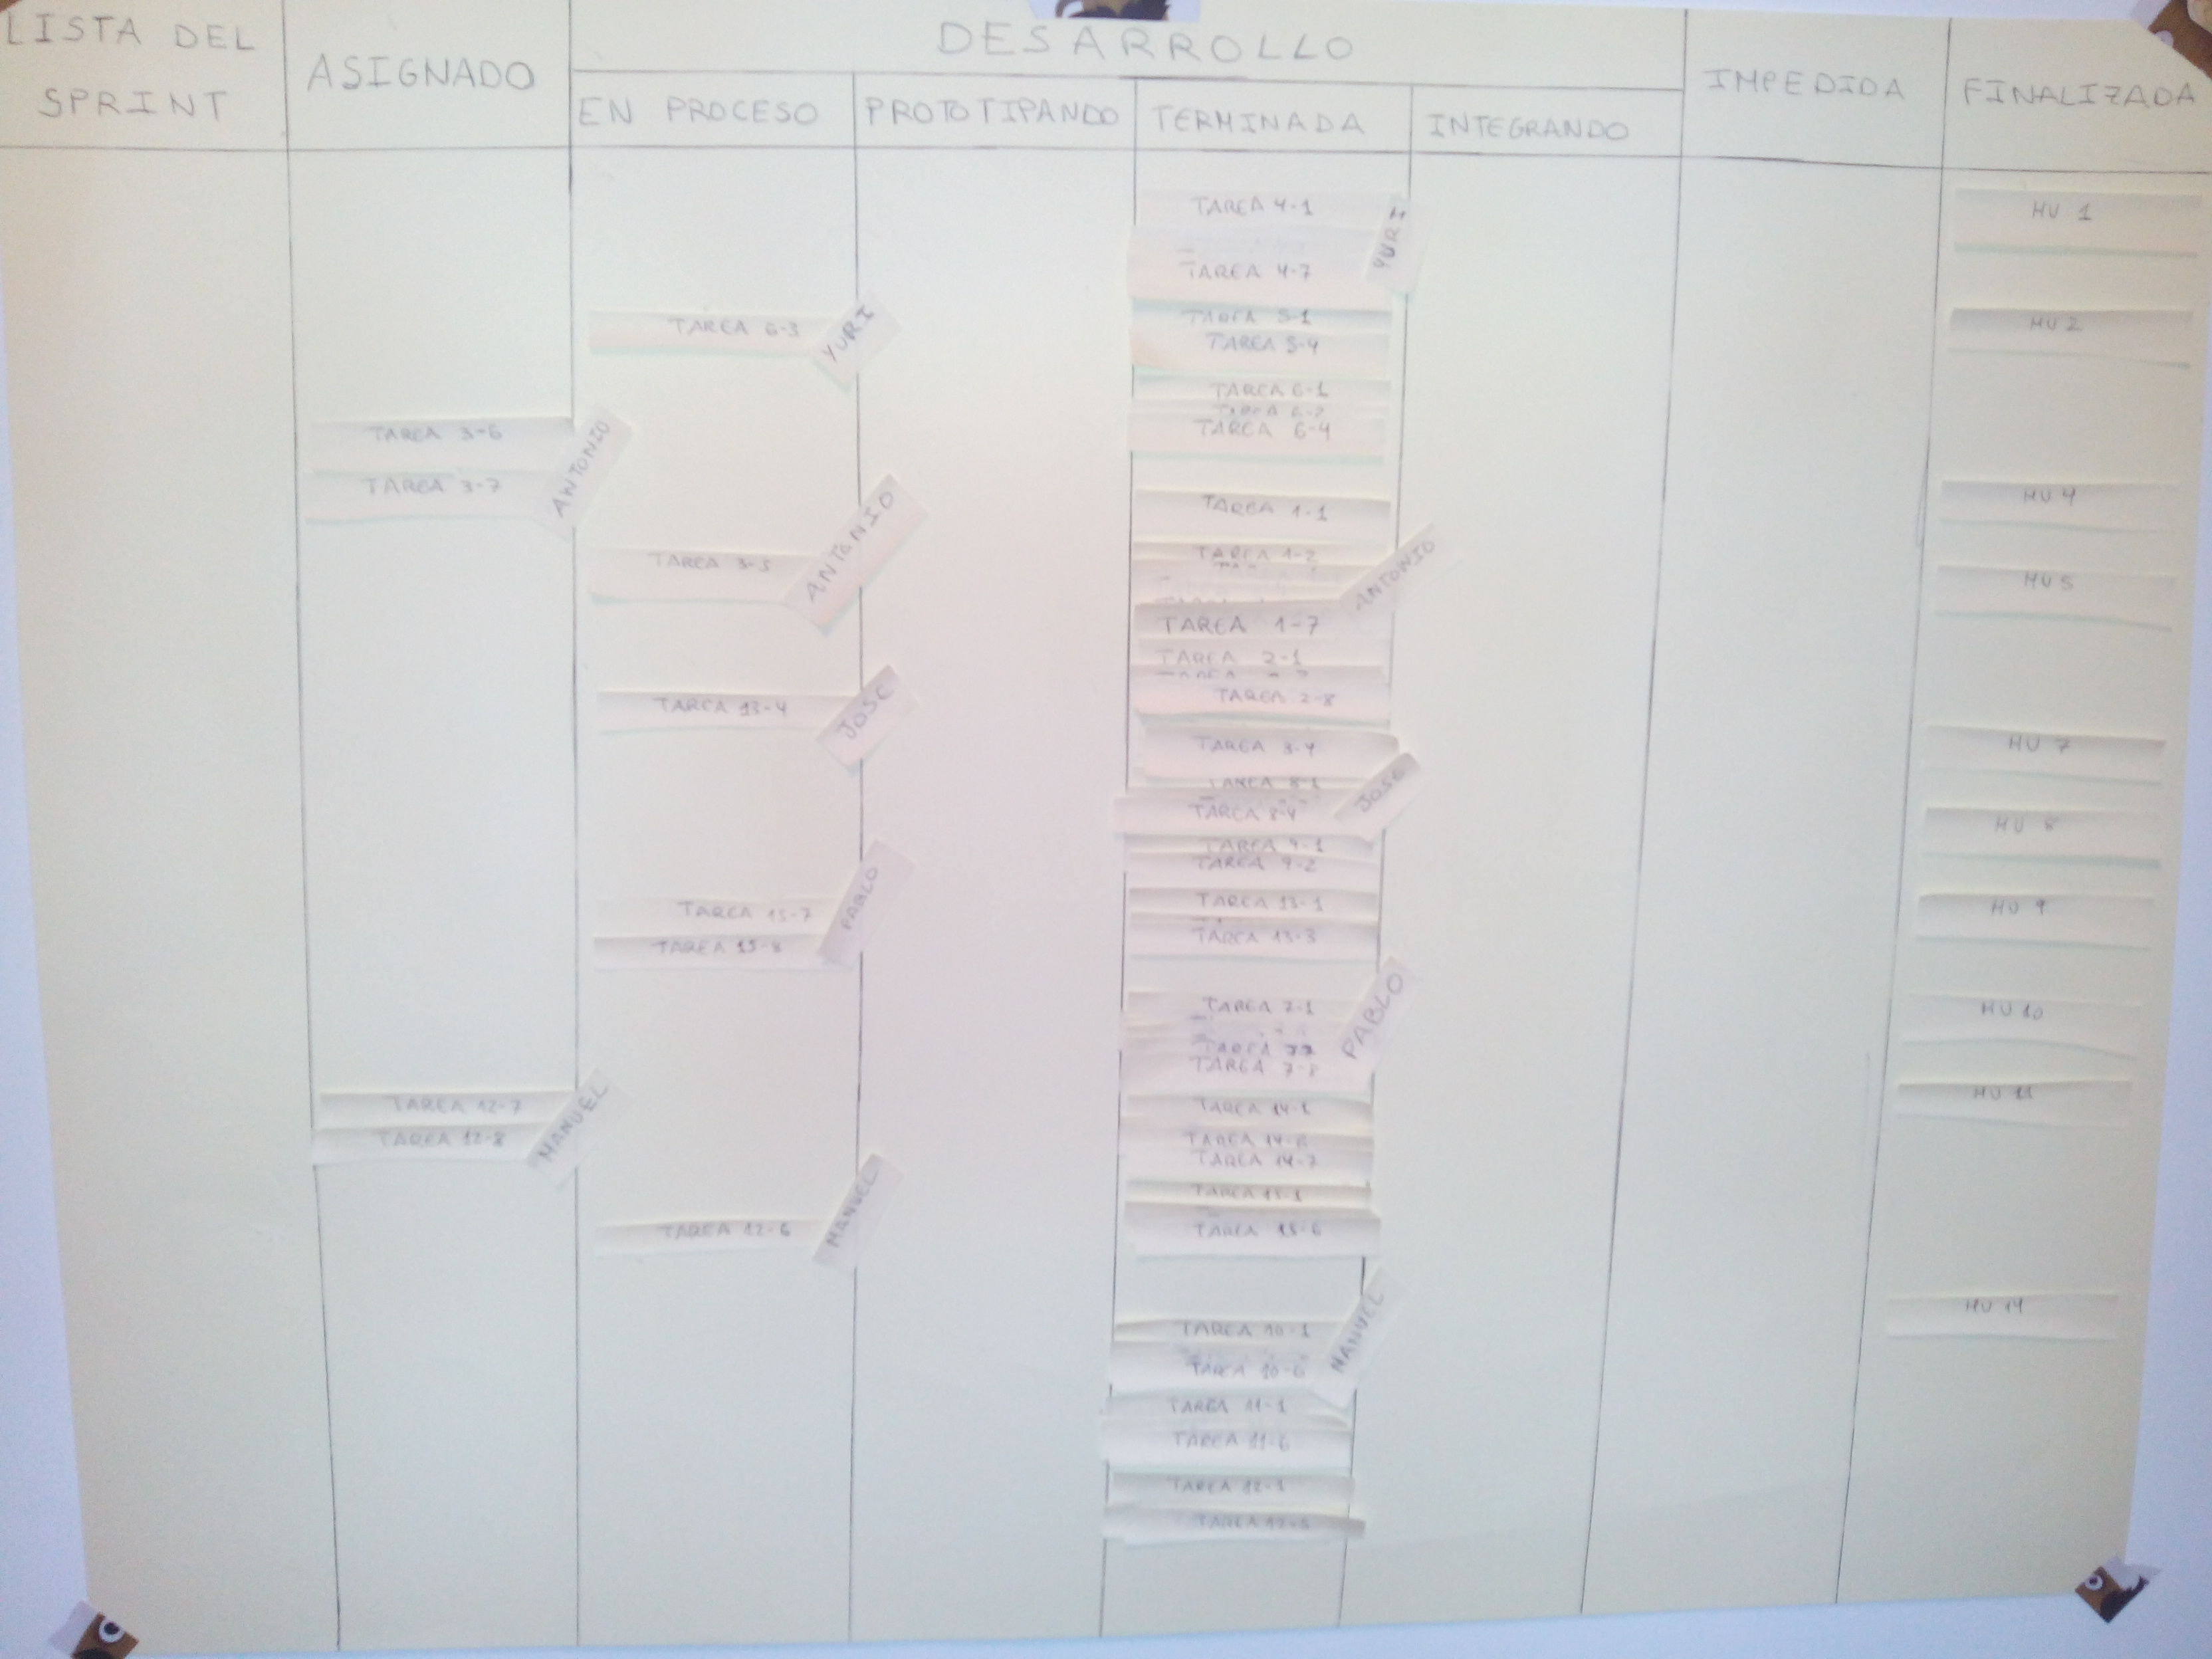 LISTA DEL
SPRINT
ASIGNADO
DESARROLLO
EN PROCESO
PROTOTIPANDO
TERMINADA
INTEGRANDO
IMPEDIDA
FINALIZADA
TAREA 3-6
TAREA 3-7
ANTONIO
TAREA 12-7
TAREA 12-8
MANUEL
TAREA 6-3
YURI
TAREA 3-3
ANTONIO
TAREA 13-4
JOSE
TAREA 15-7
TAREA 15-8
PABLO
TAREA 12-6
MANUEL
TAREA 4-1
YURI
TAREA 4-7
TAREA 5-1
TAREA 5-4
TAREA 6-1
TAREA 6-2
TAREA 6-4
TAREA 1-1
TAREA 1-2
ANTONIO
TAREA 1-7
TAREA 2-1
TAREA 2-8
TAREA 3-4
TAREA 8-1
JOSE
TAREA 8-4
TAREA 9-1
TAREA 9-2
TAREA 13-1
TAREA 13-3
TAREA 7-1
PABLO
TAREA 7-7
TAREA 7-8
TAREA 14-1
TAREA 14-6
TAREA 14-7
TAREA 15-1
TAREA 15-6
TAREA 10-1
MANUEL
TAREA 10-6
TAREA 11-1
TAREA 11-6
TAREA 12-1
TAREA 12-5
HU 1
HU 2
HU 4
HU 5
HU 7
HU 8
HU 9
HU 10
HU 11
HU 14